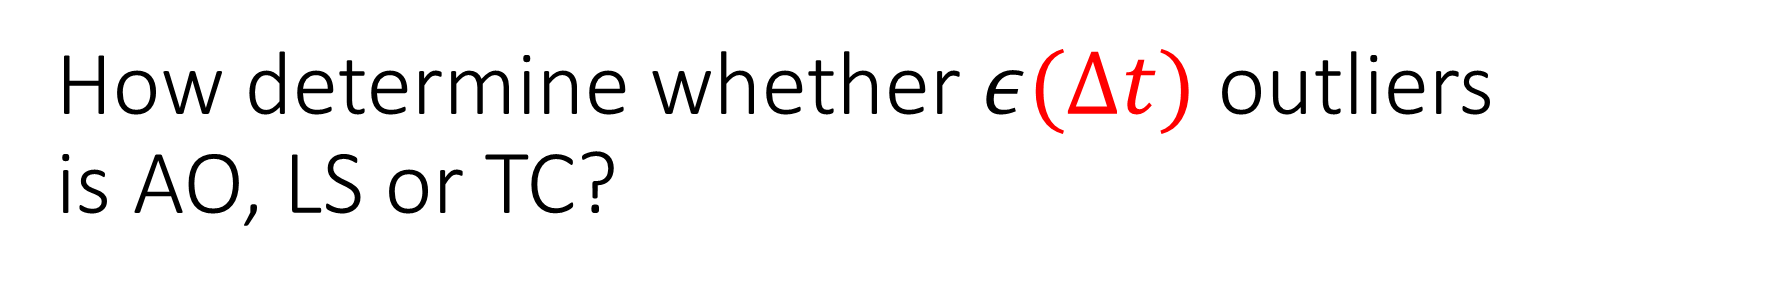 How determine whether ϵ(Δt) outliers
is AO, LS or TC?